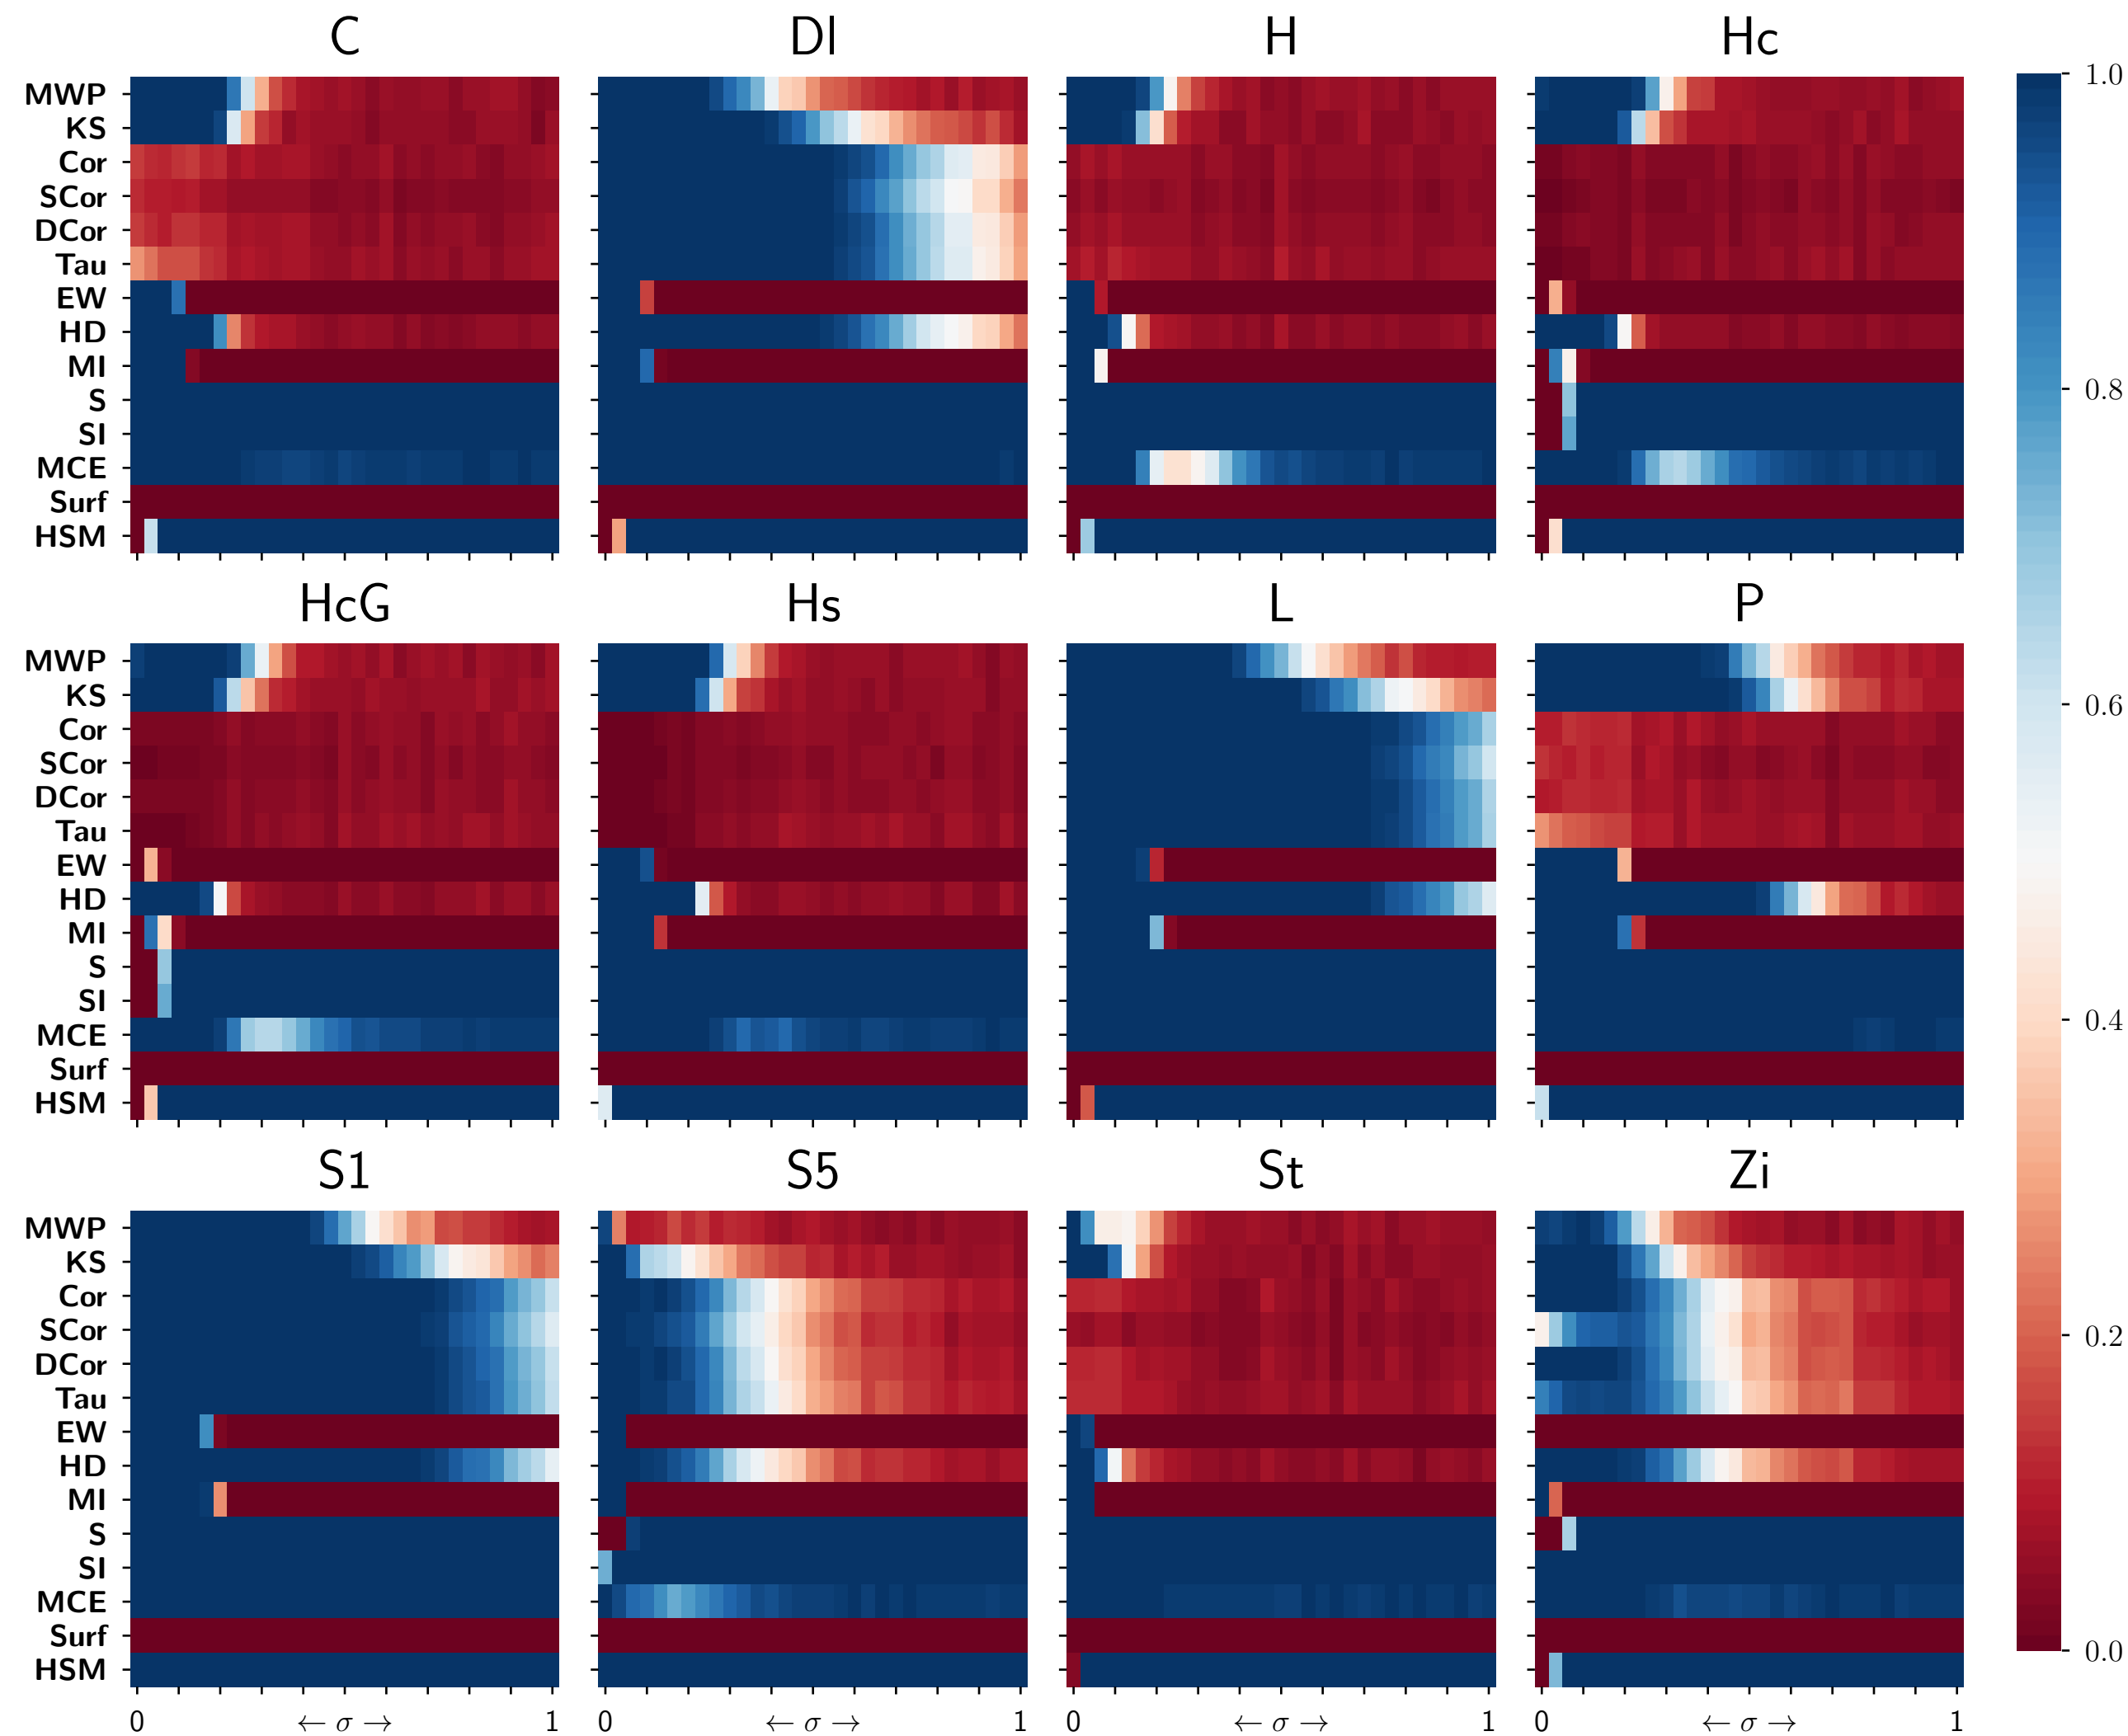 C Dl H Hc
MWP
KS
Cor
SCor
DCor
Tau
EW
HD
MI
S
SI
MCE
Surf
HSM
1.0
0.8
0.6
0.4
0.2
0.0
HcG Hs L P
MWP
KS
Cor
SCor
DCor
Tau
EW
HD
MI
S
SI
MCE
Surf
HSM
S1 S5 St Zi
MWP
KS
Cor
SCor
DCor
Tau
EW
HD
MI
S
SI
MCE
Surf
HSM
0 ← σ → 1 0 ← σ → 1 0 ← σ → 1 0 ← σ → 1